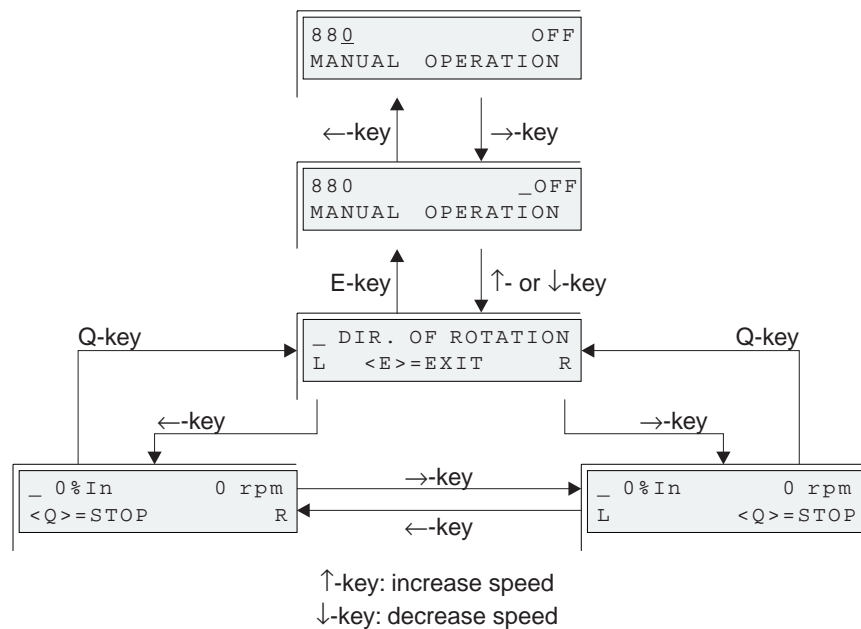 880 OFF
MANUAL OPERATION
←-key →-key
880 _OFF
MANUAL OPERATION
E-key ↑- or ↓-key
Q-key Q-key
_ DIR. OF ROTATION
L <E>=EXIT R
←-key →-key
_ 0%In 0 rpm
<Q>=STOP R
→-key
←-key
_ 0%In 0 rpm
L <Q>=STOP
↑-key: increase speed
↓-key: decrease speed